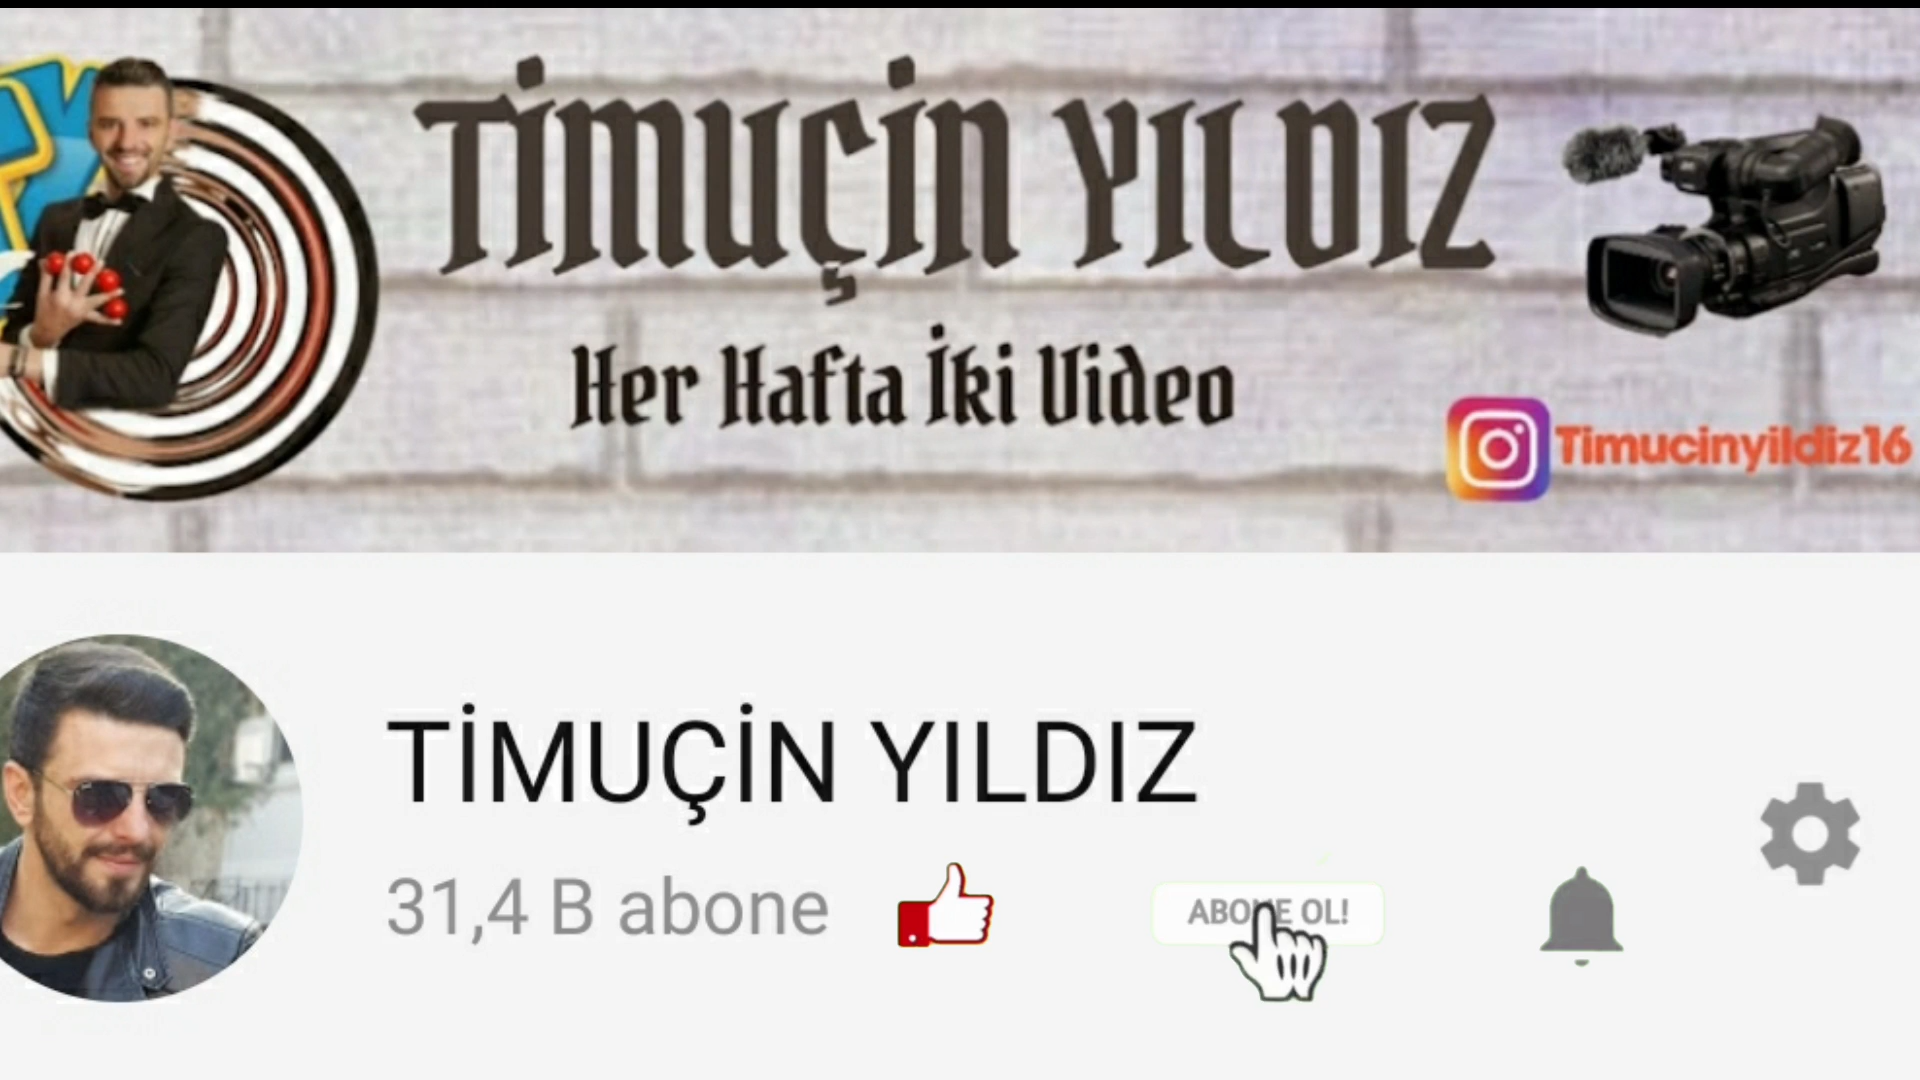 TİMUÇİN YILDIZ
Her Hafta İki Video
Timucinyildiz16
TİMUÇİN YILDIZ
31,4 B abone
ABONE OL!